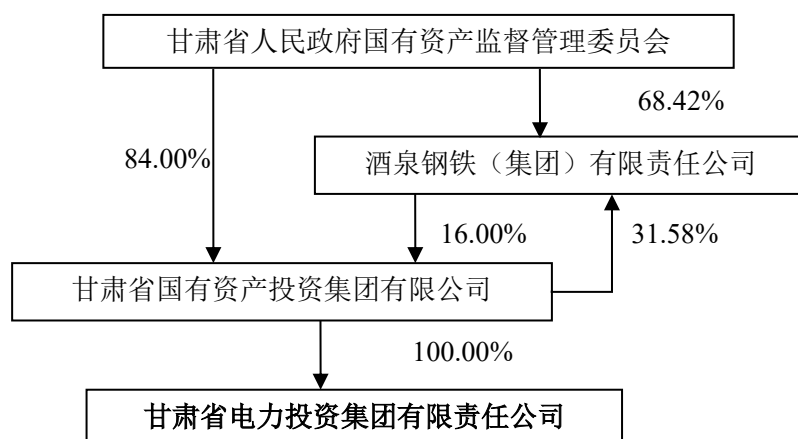 甘肃省人民政府国有资产监督管理委员会
68.42%
84.00%
酒泉钢铁（集团）有限责任公司
16.00%
31.58%
甘肃省国有资产投资集团有限公司
100.00%
甘肃省电力投资集团有限责任公司